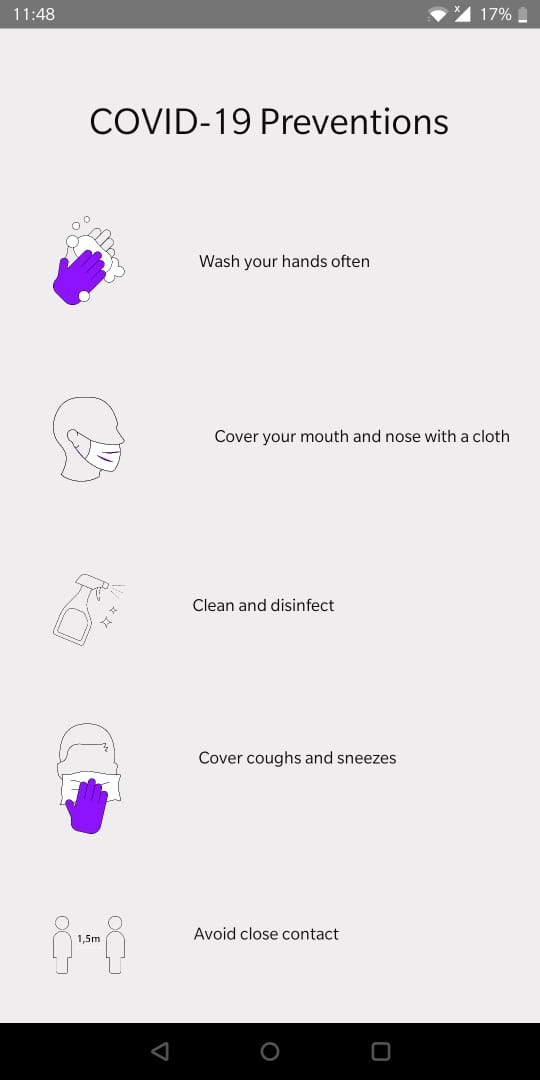 11:48
x
17%
COVID-19 Preventions
Wash your hands often
Cover your mouth and nose with a cloth
Clean and disinfect
Cover coughs and sneezes
1,5m
Avoid close contact